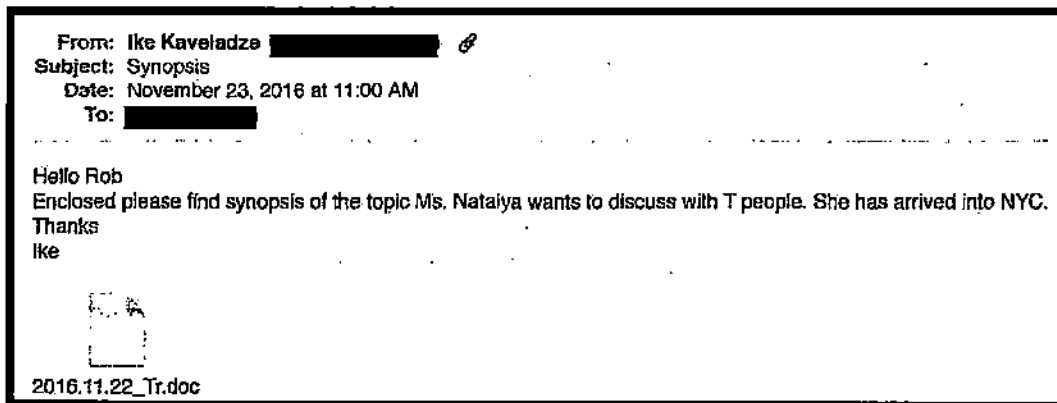 From: Ike Kaveladze
Subject: Synopsis
Date: November 23, 2016 at 11:00 AM
To:
Hello Rob
Enclosed please find synopsis of the topic Ms. Natalya wants to discuss with T people. She has arrived into NYC.
Thanks
Ike
2016.11.22_Tr.doc